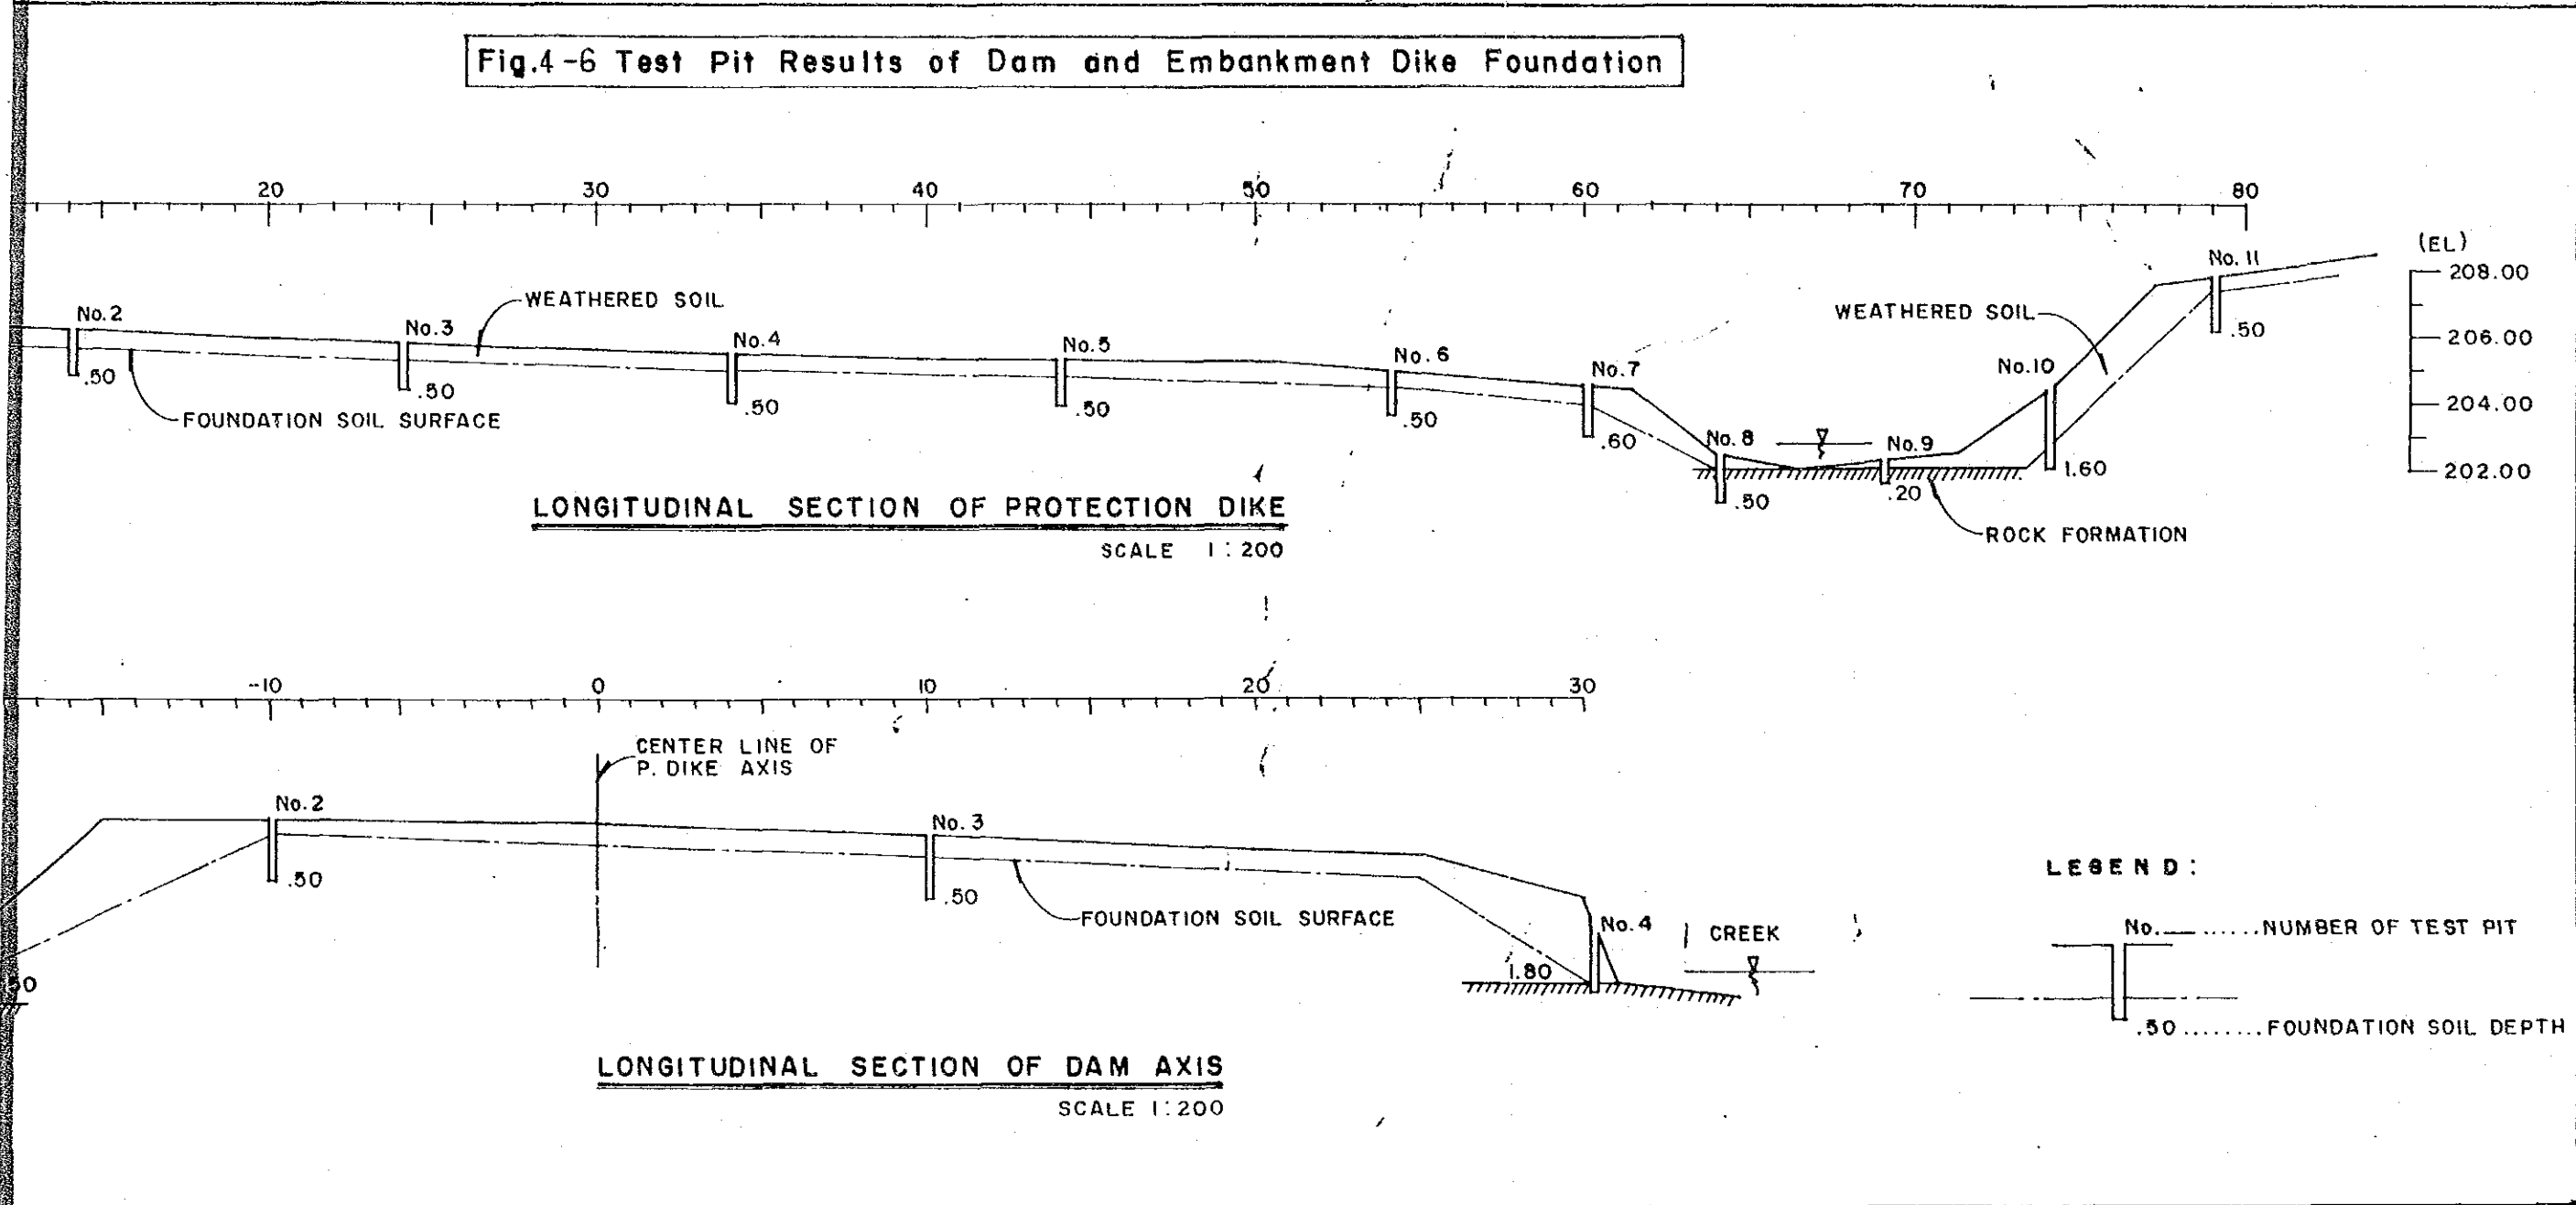 Fig.4-6 Test Pit Results of Dam and Embankment Dike Foundation
20 30 40 50 60 70 80
(EL)
208.00
206.00
204.00
202.00
No.2 No.3 No.4 No.5 No.6 No.7 No.8 No.9 No.10 No.11
WEATHERED SOIL
WEATHERED SOIL
.50 .50 .50 .50 .50 .60 .50 .20 1.60 .50
FOUNDATION SOIL SURFACE
ROCK FORMATION
LONGITUDINAL SECTION OF PROTECTION DIKE
SCALE 1:200
-10 0 10 20 30
CENTER LINE OF
P. DIKE AXIS
No.2 No.3 No.4
CREEK
.50 .50 1.80
FOUNDATION SOIL SURFACE
LONGITUDINAL SECTION OF DAM AXIS
SCALE 1:200
LEGEND:
No. ...... NUMBER OF TEST PIT
.50 ........ FOUNDATION SOIL DEPTH